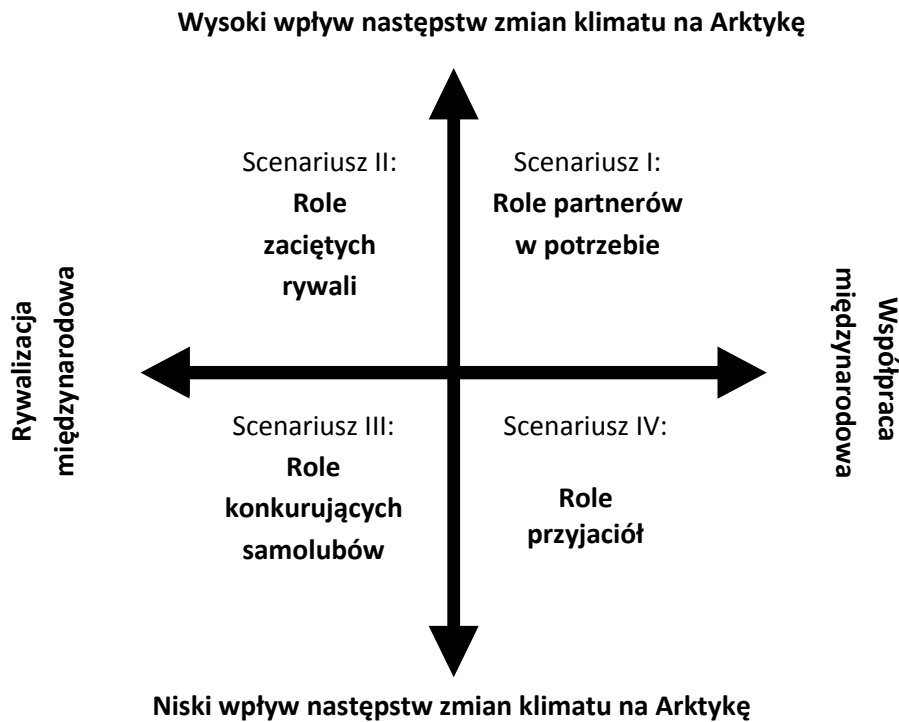 Wysoki wpływ następstw zmian klimatu na Arktykę
Scenariusz II:
Role
zaciętych
rywali
Scenariusz I:
Role partnerów
w potrzebie
Rywalizacja
międzynarodowa
Współpraca
międzynarodowa
Scenariusz III:
Role
konkurujących
samolubów
Scenariusz IV:
Role
przyjaciół
Niski wpływ następstw zmian klimatu na Arktykę